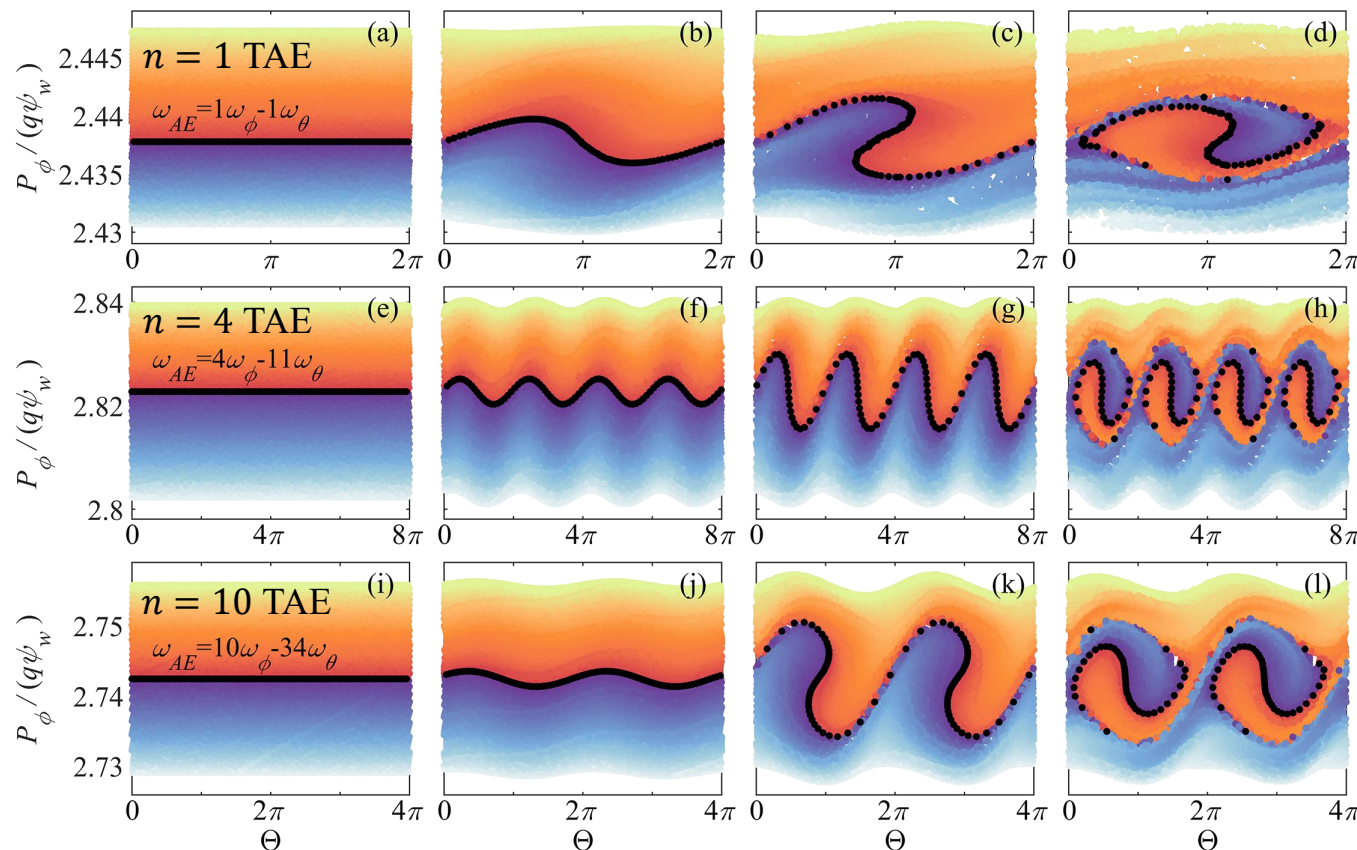 (a) (b) (c) (d)
n = 1 TAE
ω_AE=1ω_ϕ-1ω_θ
P_ϕ / (qψ_w)
2.445
2.44
2.435
2.43
0 π 2π 0 π 2π 0 π 2π 0 π 2π
(e) (f) (g) (h)
n = 4 TAE
ω_AE=4ω_ϕ-11ω_θ
P_ϕ / (qψ_w)
2.84
2.82
2.8
0 4π 8π 0 4π 8π 0 4π 8π 0 4π 8π
(i) (j) (k) (l)
n = 10 TAE
ω_AE=10ω_ϕ-34ω_θ
P_ϕ / (qψ_w)
2.75
2.74
2.73
0 2π 4π 0 2π 4π 0 2π 4π 0 2π 4π
Θ Θ Θ Θ